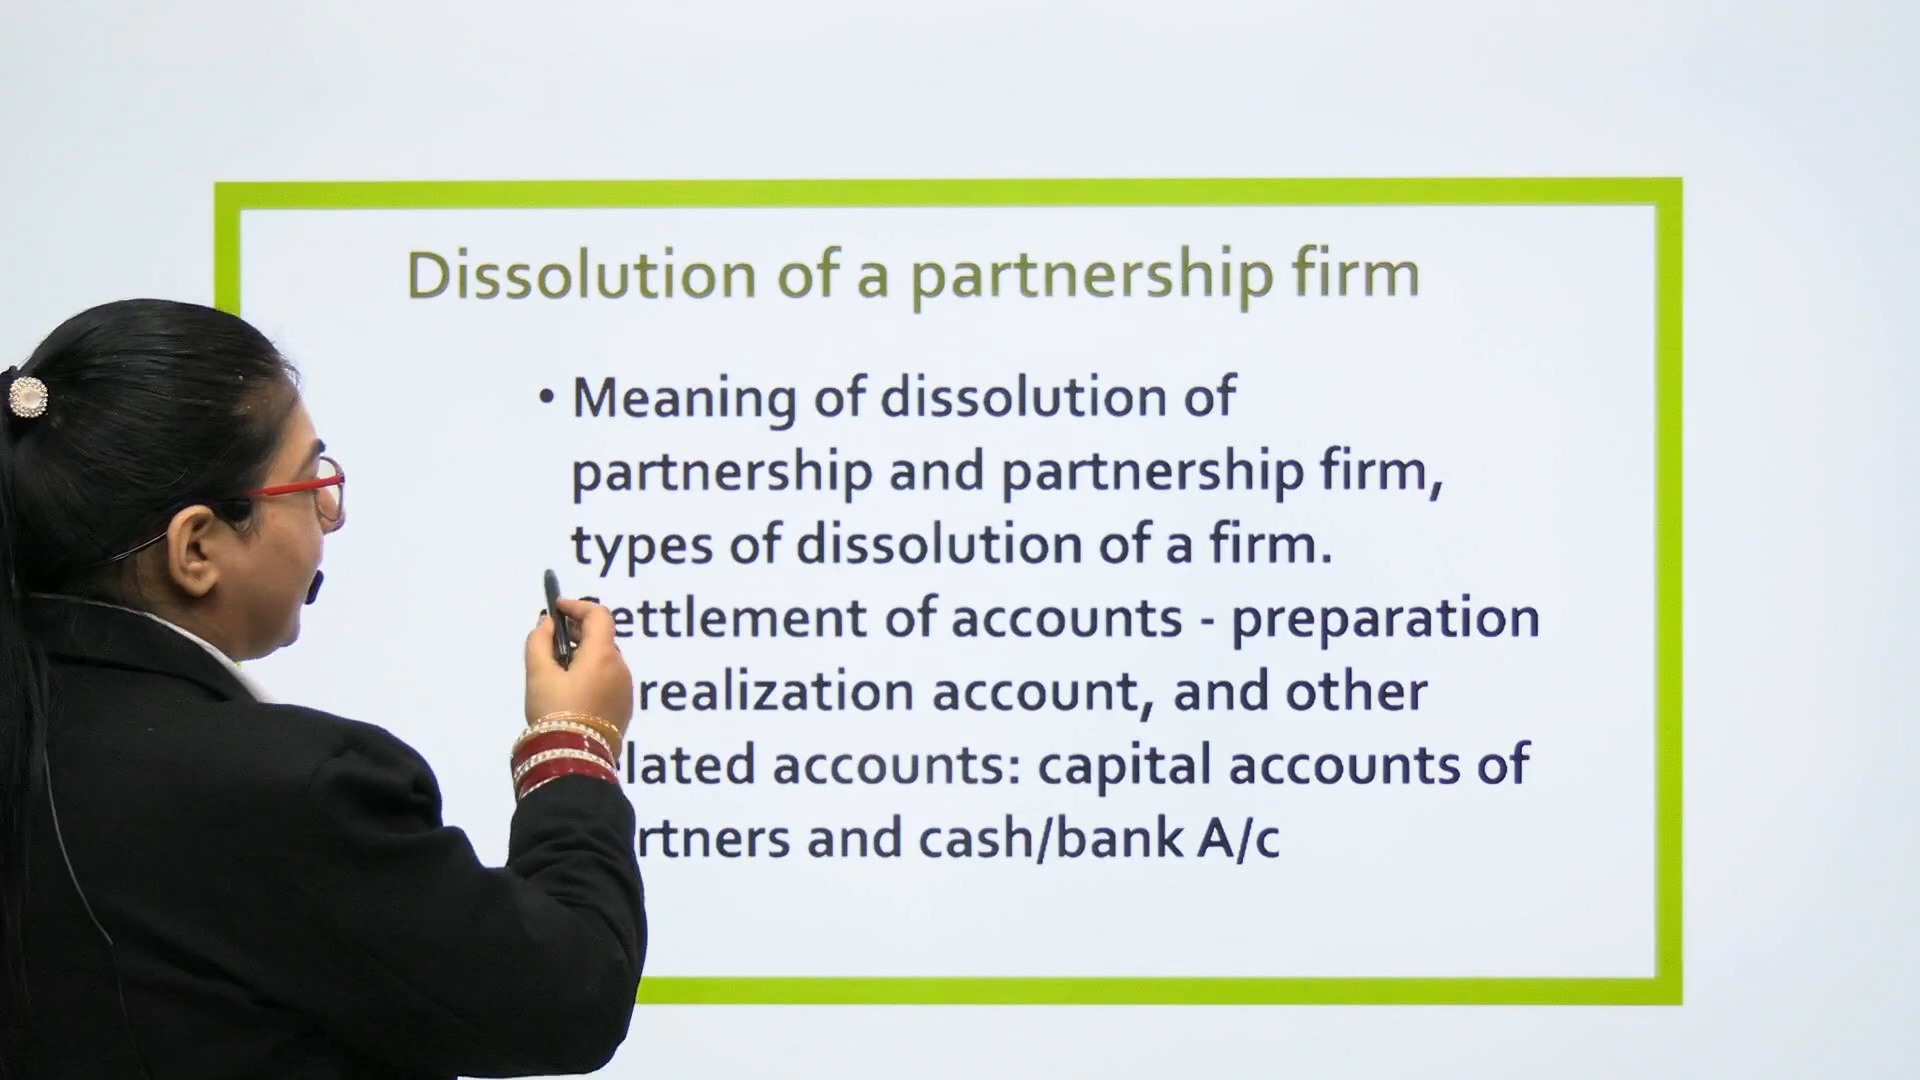 Dissolution of a partnership firm
• Meaning of dissolution of
partnership and partnership firm,
types of dissolution of a firm.
ettlement of accounts - preparation
realization account, and other
lated accounts: capital accounts of
rtners and cash/bank A/c